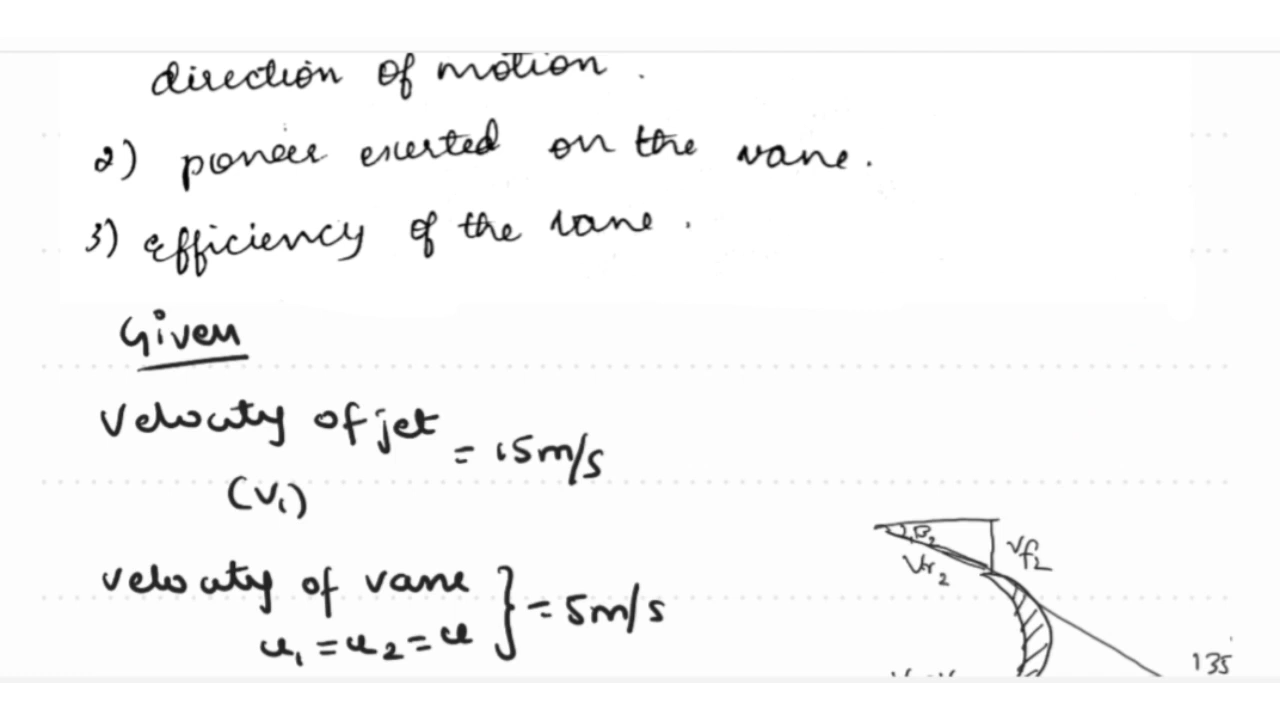 direction of motion .
2) power exerted on the vane .
3) efficiency of the vane .
Given
Velocity of jet = 15m/s
(V₁)
velocity of vane
u₁ = u₂ = u } = 5m/s
β₂
Vr₂
Vf₂
135